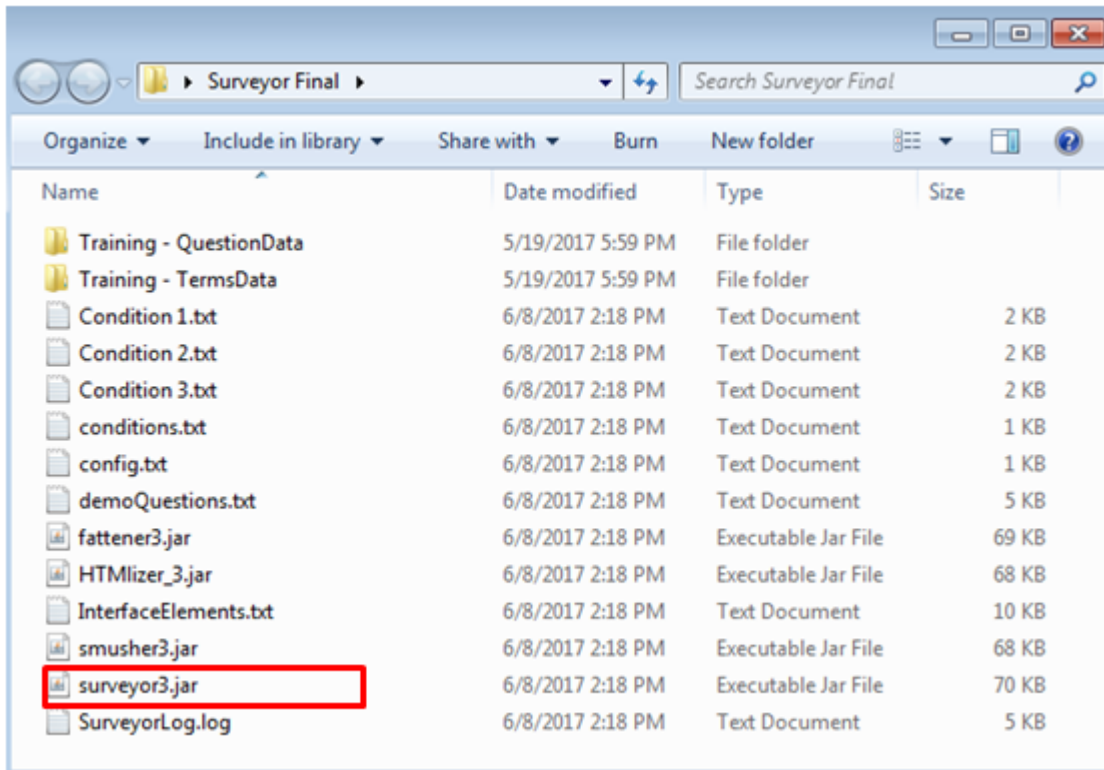 Surveyor Final
Search Surveyor Final
Organize Include in library Share with Burn New folder
Name Date modified Type Size
Training - QuestionData 5/19/2017 5:59 PM File folder
Training - TermsData 5/19/2017 5:59 PM File folder
Condition 1.txt 6/8/2017 2:18 PM Text Document 2 KB
Condition 2.txt 6/8/2017 2:18 PM Text Document 2 KB
Condition 3.txt 6/8/2017 2:18 PM Text Document 2 KB
conditions.txt 6/8/2017 2:18 PM Text Document 1 KB
config.txt 6/8/2017 2:18 PM Text Document 1 KB
demoQuestions.txt 6/8/2017 2:18 PM Text Document 5 KB
fattener3.jar 6/8/2017 2:18 PM Executable Jar File 69 KB
HTMlizer_3.jar 6/8/2017 2:18 PM Executable Jar File 68 KB
InterfaceElements.txt 6/8/2017 2:18 PM Text Document 10 KB
smusher3.jar 6/8/2017 2:18 PM Executable Jar File 68 KB
surveyor3.jar 6/8/2017 2:18 PM Executable Jar File 70 KB
SurveyorLog.log 6/8/2017 2:18 PM Text Document 5 KB